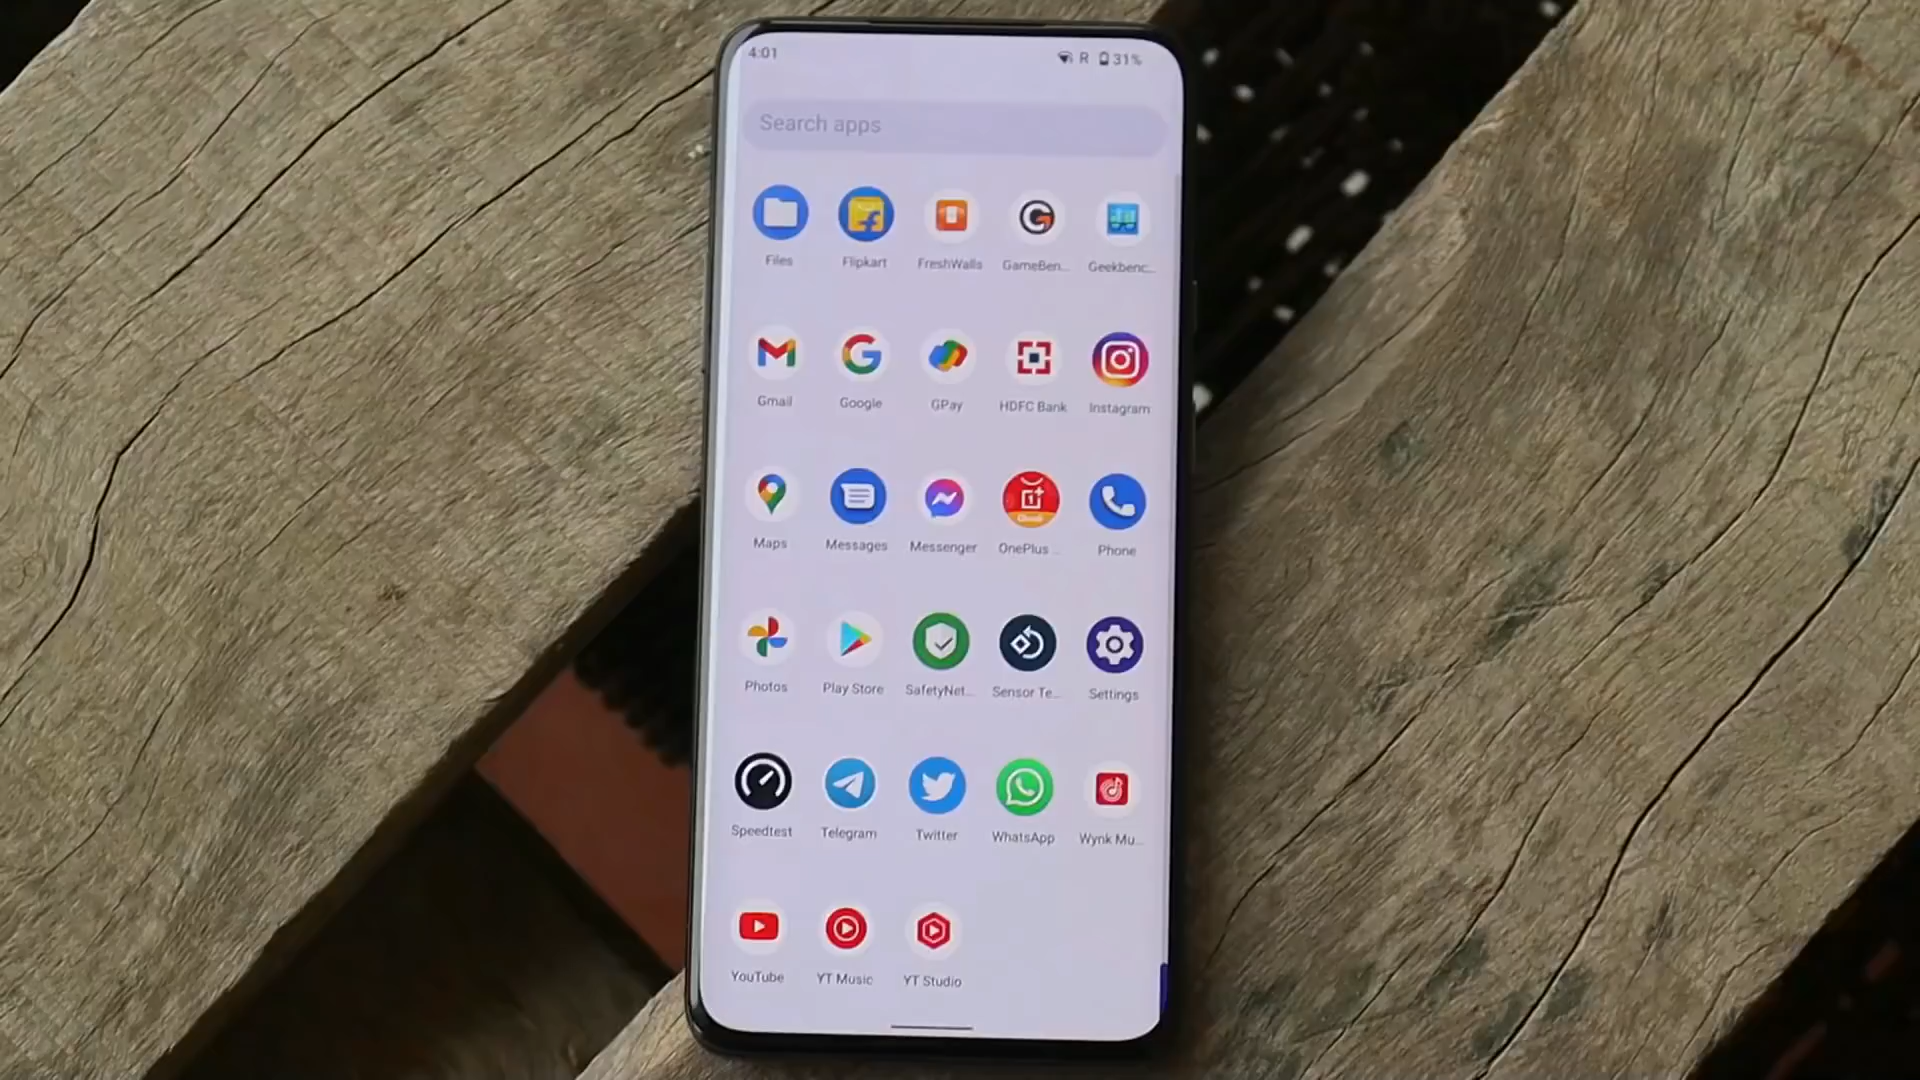 4:01 R 31%
Search apps
Files Flipkart FreshWalls GameBen... Geekbenc...
Gmail Google GPay HDFC Bank Instagram
Maps Messages Messenger OnePlus ... Phone
Photos Play Store SafetyNet... Sensor Te... Settings
Speedtest Telegram Twitter WhatsApp Wynk Mu...
YouTube YT Music YT Studio